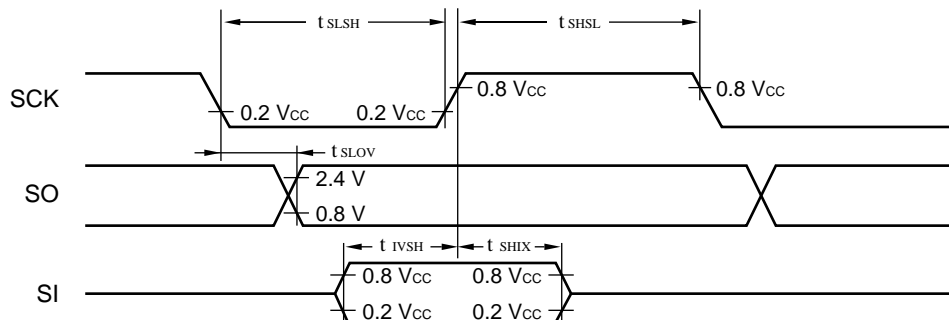 t SLSH
t SHSL
SCK
0.8 VCC
0.8 VCC
0.2 VCC
0.2 VCC
t SLOV
SO
2.4 V
0.8 V
t IVSH
t SHIX
SI
0.8 VCC
0.8 VCC
0.2 VCC
0.2 VCC